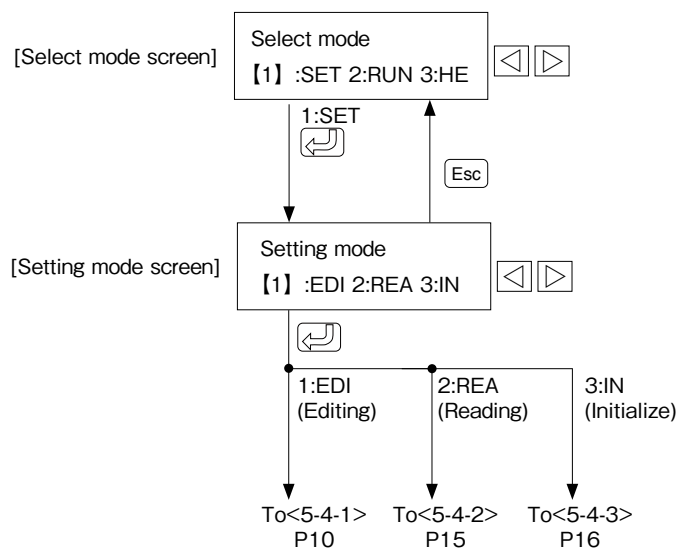 Select mode
[Select mode screen]
【1】:SET 2:RUN 3:HE
1:SET
Esc
Setting mode
[Setting mode screen]
【1】:EDI 2:REA 3:IN
1:EDI
(Editing)
2:REA
(Reading)
3:IN
(Initialize)
To<5-4-1>
P10
To<5-4-2>
P15
To<5-4-3>
P16